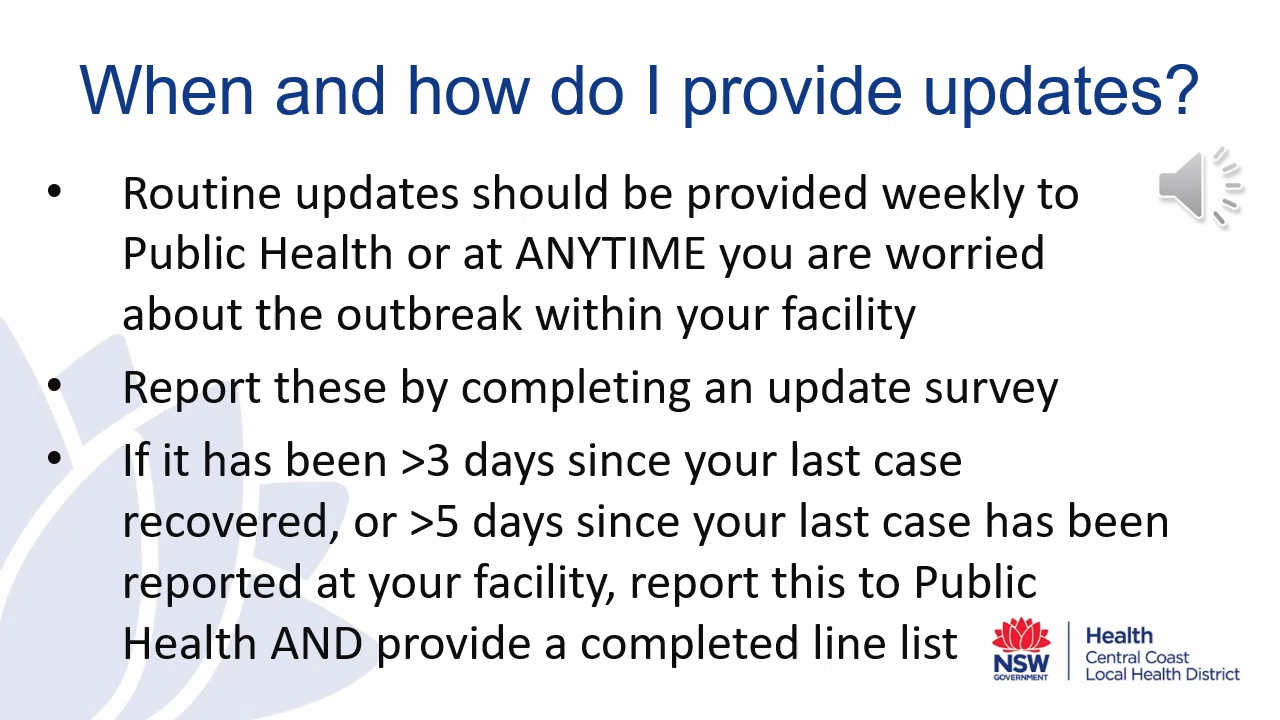 When and how do I provide updates?
• Routine updates should be provided weekly to
Public Health or at ANYTIME you are worried
about the outbreak within your facility
• Report these by completing an update survey
• If it has been >3 days since your last case
recovered, or >5 days since your last case has been
reported at your facility, report this to Public
Health AND provide a completed line list
NSW
GOVERNMENT
Health
Central Coast
Local Health District